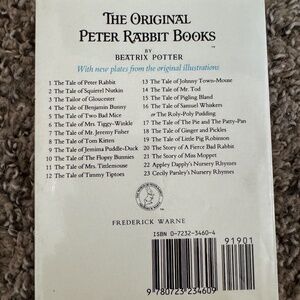 THE ORIGINAL
PETER RABBIT BOOKS™
BY
BEATRIX POTTER
With new plates from the original illustrations
1 The Tale of Peter Rabbit
2 The Tale of Squirrel Nutkin
3 The Tailor of Gloucester
4 The Tale of Benjamin Bunny
5 The Tale of Two Bad Mice
6 The Tale of Mrs. Tiggy-Winkle
7 The Tale of Mr. Jeremy Fisher
8 The Tale of Tom Kitten
9 The Tale of Jemima Puddle-Duck
10 The Tale of The Flopsy Bunnies
11 The Tale of Mrs. Tittlemouse
12 The Tale of Timmy Tiptoes
13 The Tale of Johnny Town-Mouse
14 The Tale of Mr. Tod
15 The Tale of Pigling Bland
16 The Tale of Samuel Whiskers
or The Roly-Poly Pudding
17 The Tale of The Pie and The Patty-Pan
18 The Tale of Ginger and Pickles
19 The Tale of Little Pig Robinson
20 The Story of A Fierce Bad Rabbit
21 The Story of Miss Moppet
22 Appley Dapply's Nursery Rhymes
23 Cecily Parsley's Nursery Rhymes
FREDERICK WARNE
ISBN 0-7232-3460-4
91901
9 780723 234609